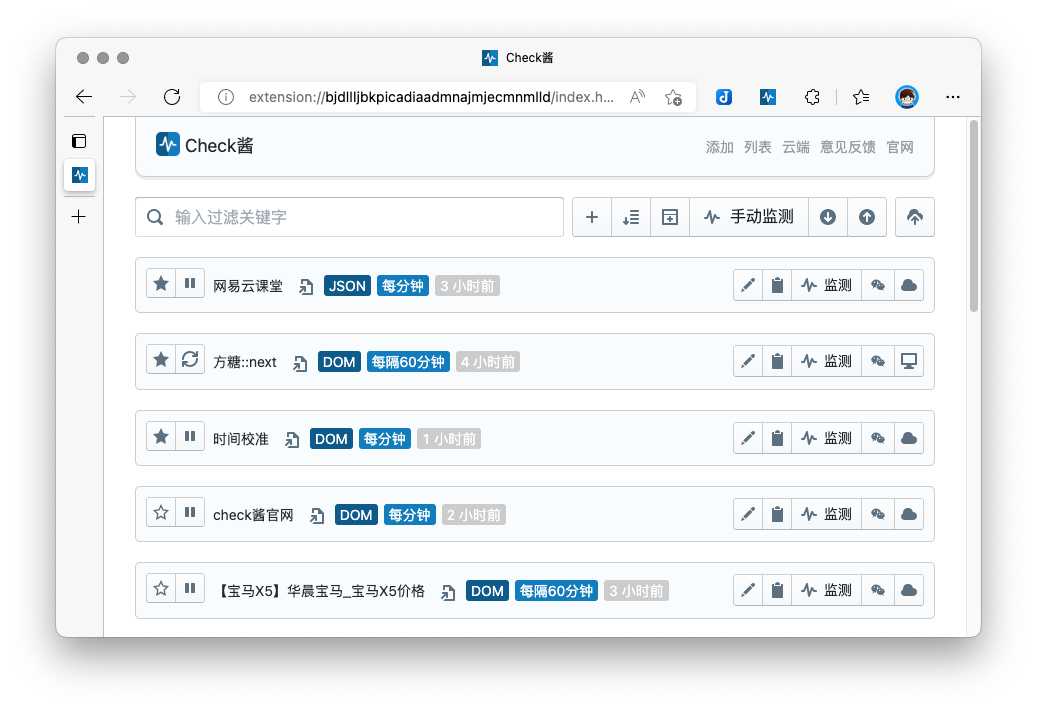 Check酱
extension://bjdlllljbkpicadiaadmnajmjecmnmlld/index.h...
Check酱
添加 列表 云端 意见反馈 官网
输入过滤关键字
手动监测
网易云课堂 JSON 每分钟 3 小时前 监测
方糖::next DOM 每隔60分钟 4 小时前 监测
时间校准 DOM 每分钟 1 小时前 监测
check酱官网 DOM 每分钟 2 小时前 监测
【宝马X5】华晨宝马_宝马X5价格 DOM 每隔60分钟 3 小时前 监测